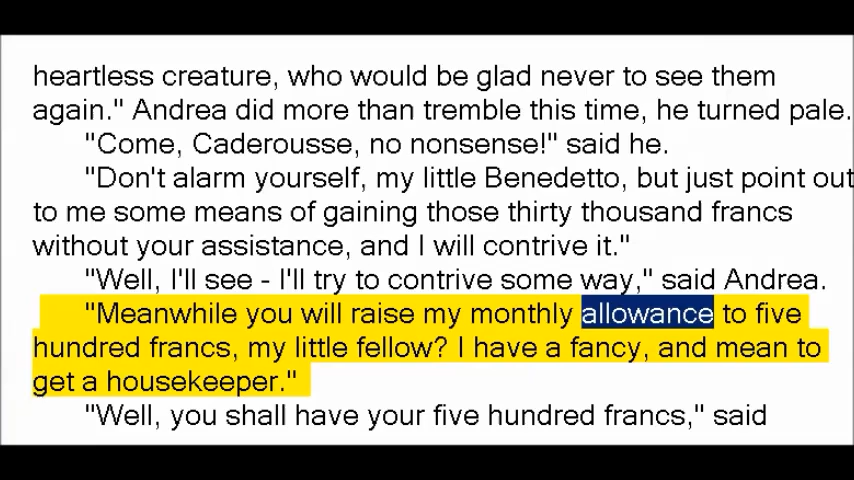 heartless creature, who would be glad never to see them
again." Andrea did more than tremble this time, he turned pale.
"Come, Caderousse, no nonsense!" said he.
"Don't alarm yourself, my little Benedetto, but just point out
to me some means of gaining those thirty thousand francs
without your assistance, and I will contrive it."
"Well, I'll see - I'll try to contrive some way," said Andrea.
"Meanwhile you will raise my monthly allowance to five
hundred francs, my little fellow? I have a fancy, and mean to
get a housekeeper."
"Well, you shall have your five hundred francs," said